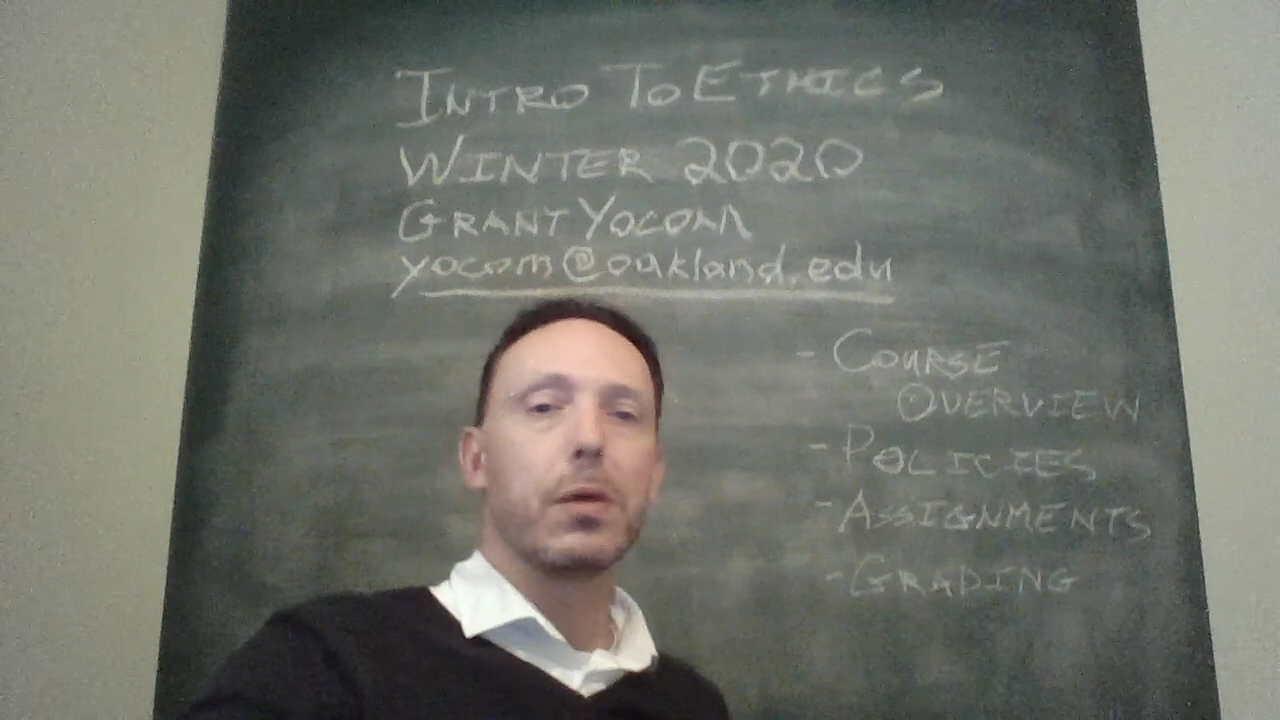 INTRO TO ETHICS
WINTER 2020
GRANT YOCOM
yocom@oakland.edu
- COURSE
OVERVIEW
- POLICIES
- ASSIGNMENTS
- GRADING